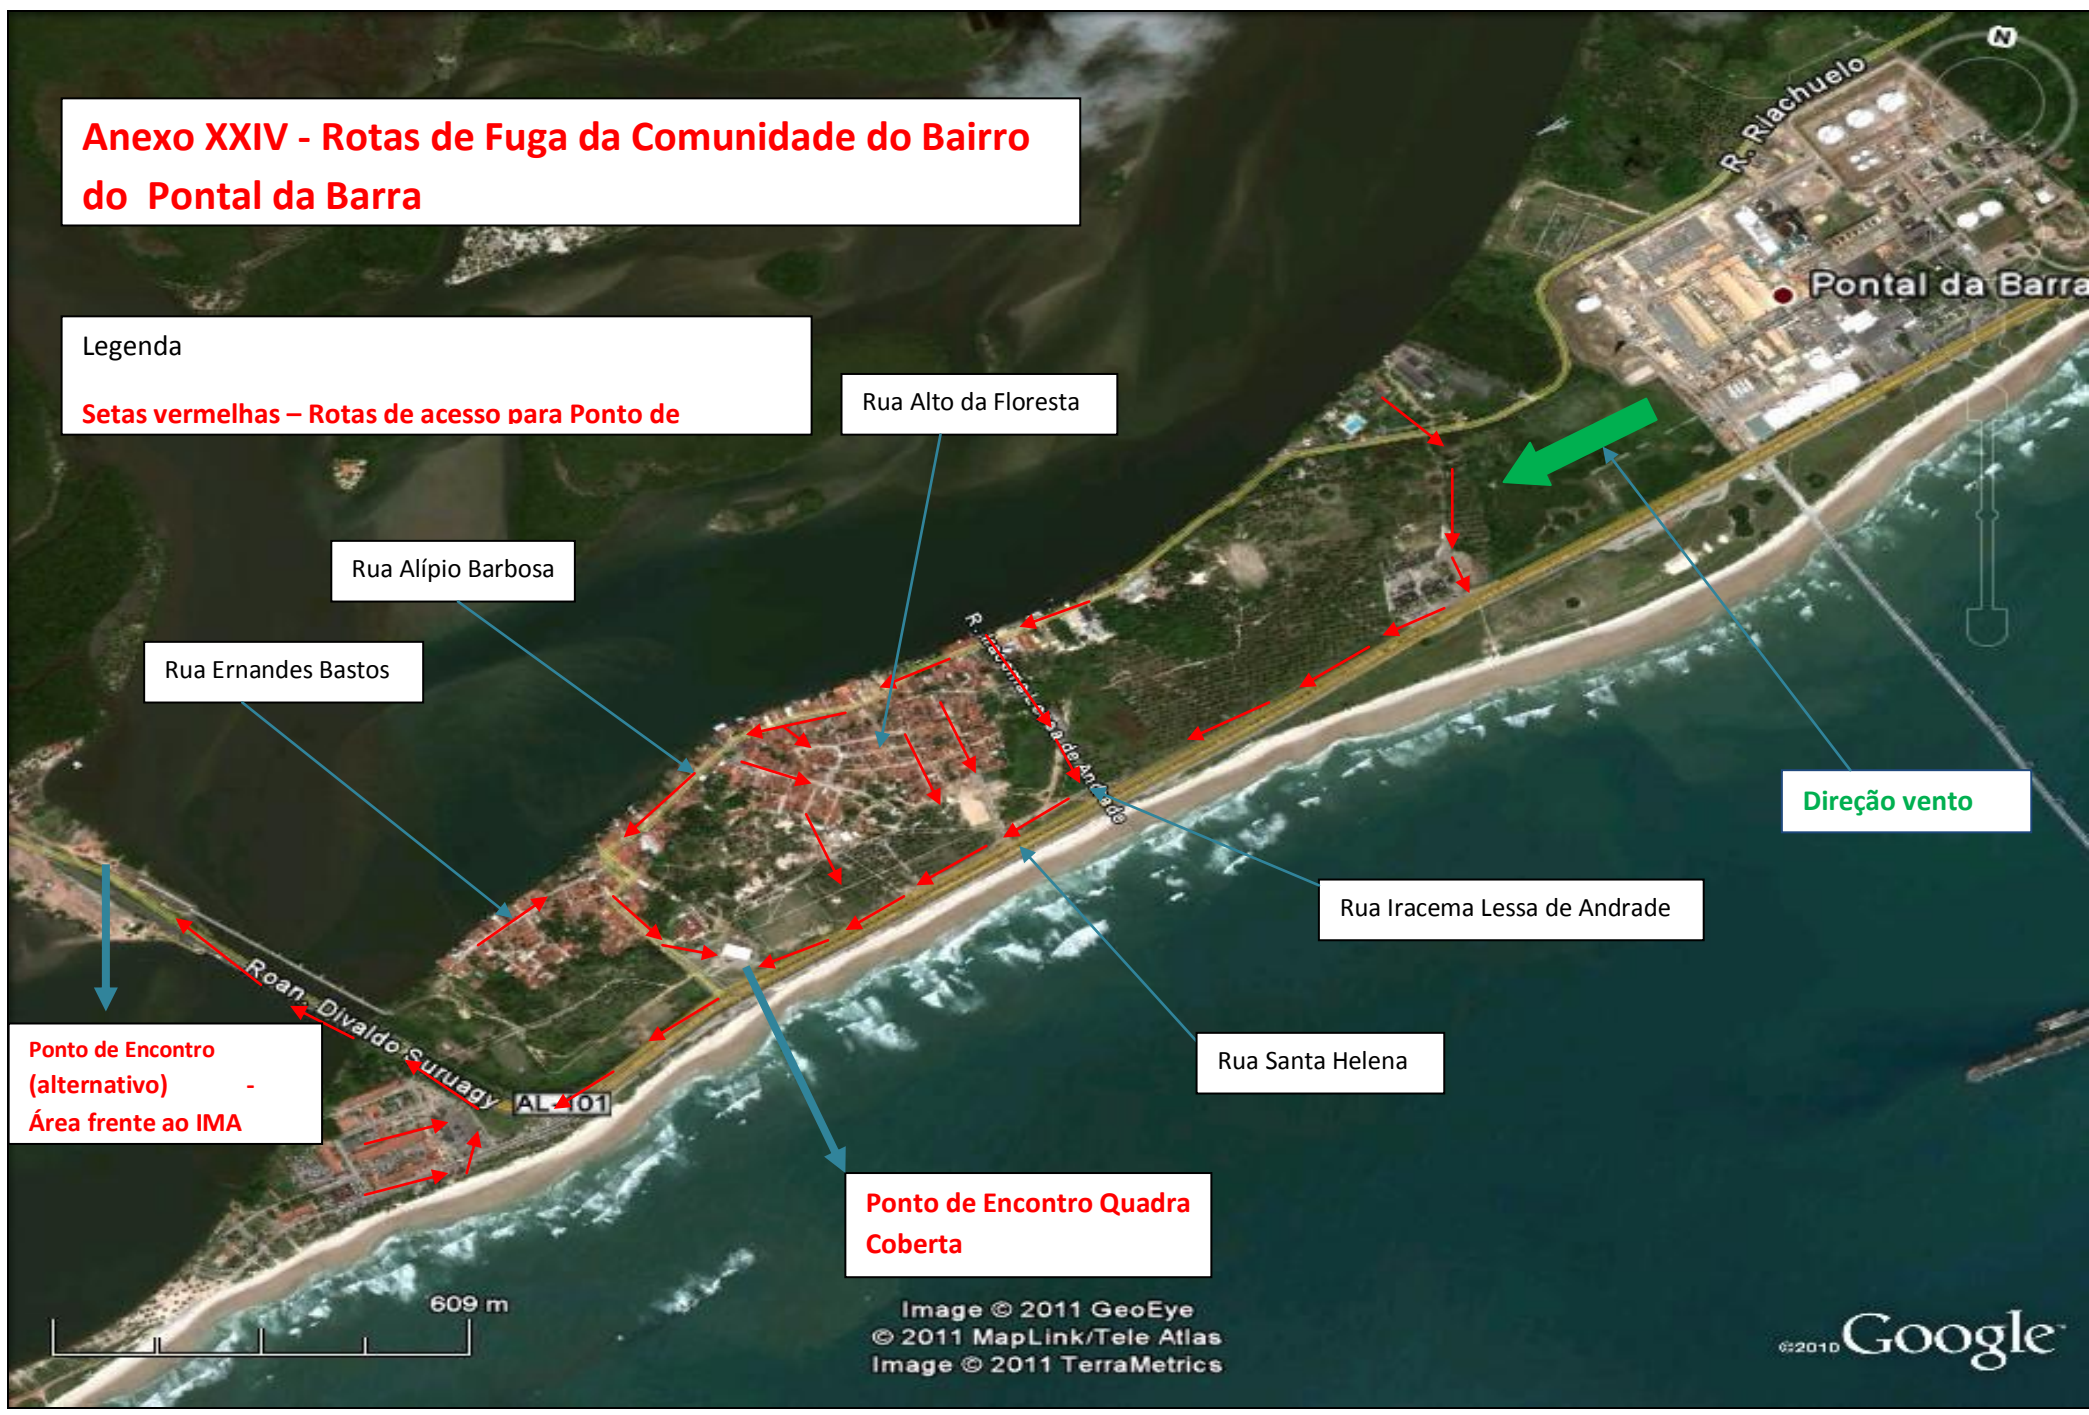 Anexo XXIV - Rotas de Fuga da Comunidade do Bairro
do Pontal da Barra
N
R. Riachuelo
Pontal da Barra
Legenda
Setas vermelhas – Rotas de acesso para Ponto de
Rua Alto da Floresta
Rua Alípio Barbosa
Rua Ernandes Bastos
R. Iracema Lessa de Andrade
Direção vento
Rua Iracema Lessa de Andrade
Rua Santa Helena
Roan. Divaldo Suruagy
AL-101
Ponto de Encontro
(alternativo) -
Área frente ao IMA
Ponto de Encontro Quadra
Coberta
609 m
Image © 2011 GeoEye
© 2011 MapLink/Tele Atlas
Image © 2011 TerraMetrics
©2010 Google